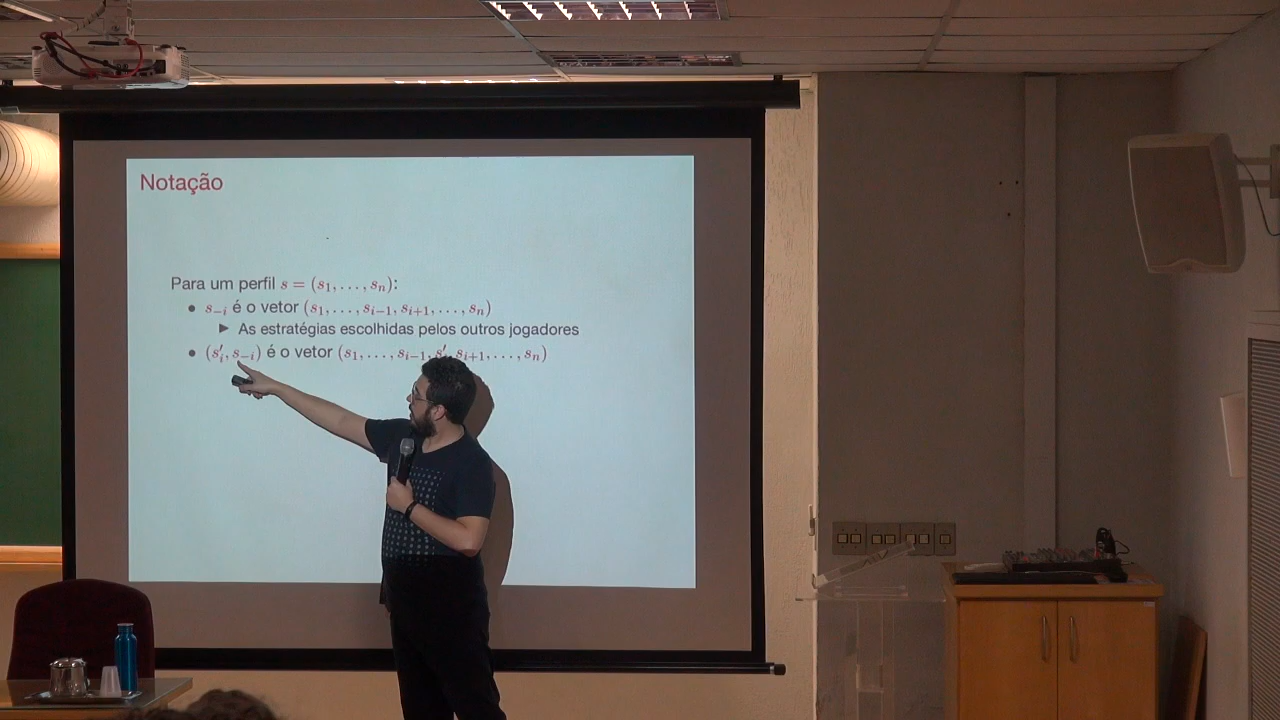 Notação
Para um perfil s = (s₁, . . . , sₙ):
• s₋ᵢ é o vetor (s₁, . . . , sᵢ₋₁, sᵢ₊₁, . . . , sₙ)
▶ As estratégias escolhidas pelos outros jogadores
• (s′ᵢ, s₋ᵢ) é o vetor (s₁, . . . , sᵢ₋₁, s′ᵢ, sᵢ₊₁, . . . , sₙ)